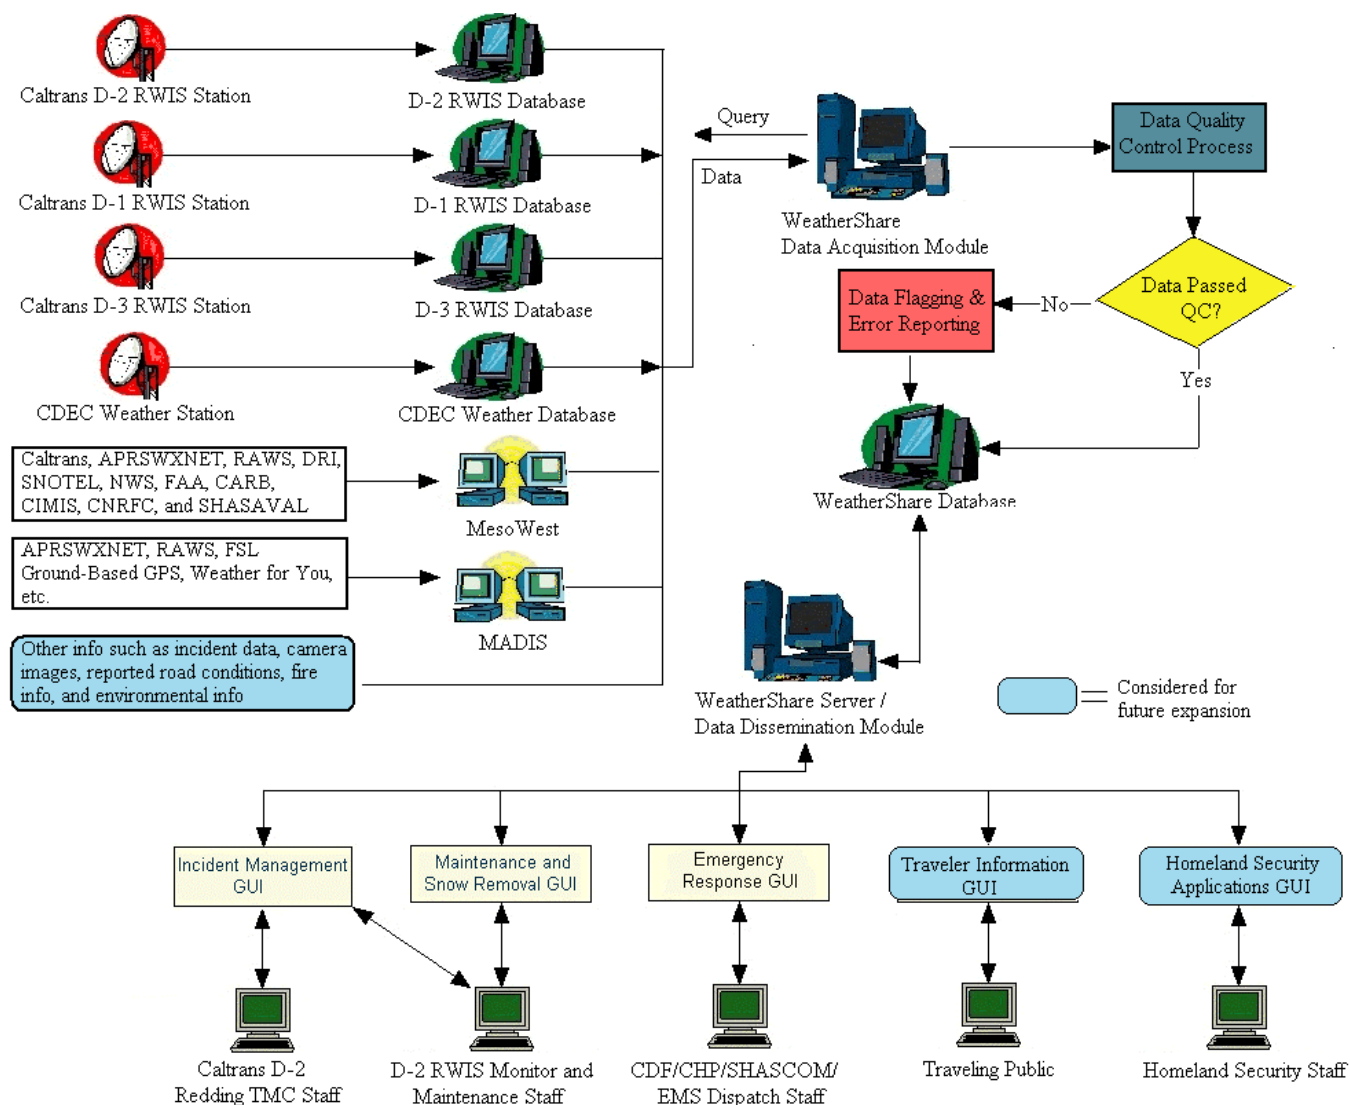 Caltrans D-2 RWIS Station
D-2 RWIS Database
Caltrans D-1 RWIS Station
D-1 RWIS Database
Caltrans D-3 RWIS Station
D-3 RWIS Database
CDEC Weather Station
CDEC Weather Database
Query
Data
WeatherShare
Data Acquisition Module
Data Quality
Control Process
Data Passed
QC?
No
Yes
Data Flagging &
Error Reporting
WeatherShare Database
Caltrans, APRSWXNET, RAWS, DRI,
SNOTEL, NWS, FAA, CARB,
CIMIS, CNRFC, and SHASAVAL
MesoWest
APRSWXNET, RAWS, FSL
Ground-Based GPS, Weather for You,
etc.
MADIS
Other info such as incident data, camera
images, reported road conditions, fire
info, and environmental info
WeatherShare Server /
Data Dissemination Module
Considered for
future expansion
Incident Management
GUI
Maintenance and
Snow Removal GUI
Emergency
Response GUI
Traveler Information
GUI
Homeland Security
Applications GUI
Caltrans D-2
Redding TMC Staff
D-2 RWIS Monitor and
Maintenance Staff
CDF/CHP/SHASCOM/
EMS Dispatch Staff
Traveling Public
Homeland Security Staff